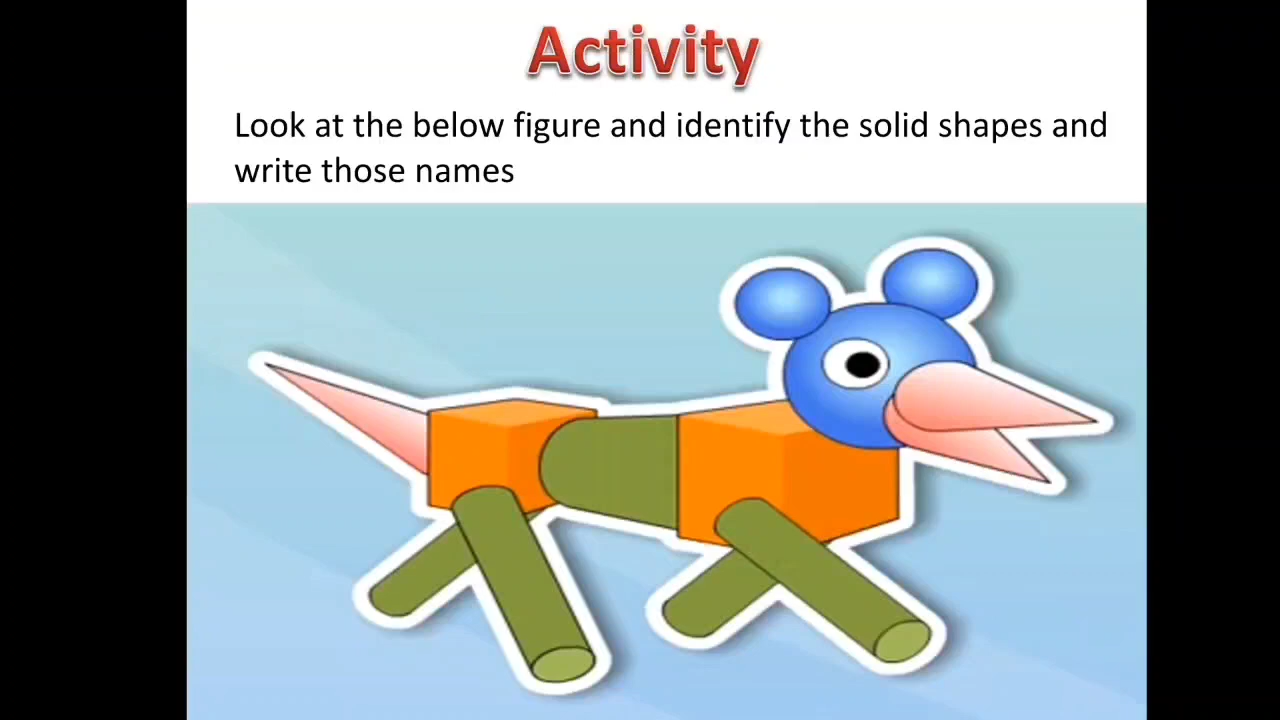 Activity
Look at the below figure and identify the solid shapes and
write those names